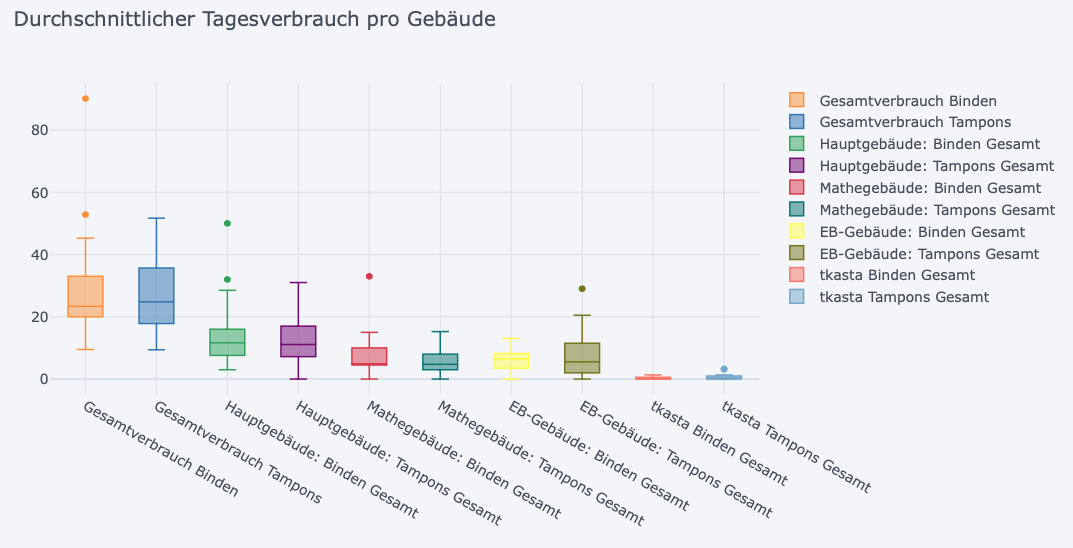 Durchschnittlicher Tagesverbrauch pro Gebäude
80
60
40
20
0
Gesamtverbrauch Binden
Gesamtverbrauch Tampons
Hauptgebäude: Binden Gesamt
Hauptgebäude: Tampons Gesamt
Mathegebäude: Binden Gesamt
Mathegebäude: Tampons Gesamt
EB-Gebäude: Binden Gesamt
EB-Gebäude: Tampons Gesamt
tkasta Binden Gesamt
tkasta Tampons Gesamt
Gesamtverbrauch Binden
Gesamtverbrauch Tampons
Hauptgebäude: Binden Gesamt
Hauptgebäude: Tampons Gesamt
Mathegebäude: Binden Gesamt
Mathegebäude: Tampons Gesamt
EB-Gebäude: Binden Gesamt
EB-Gebäude: Tampons Gesamt
tkasta Binden Gesamt
tkasta Tampons Gesamt